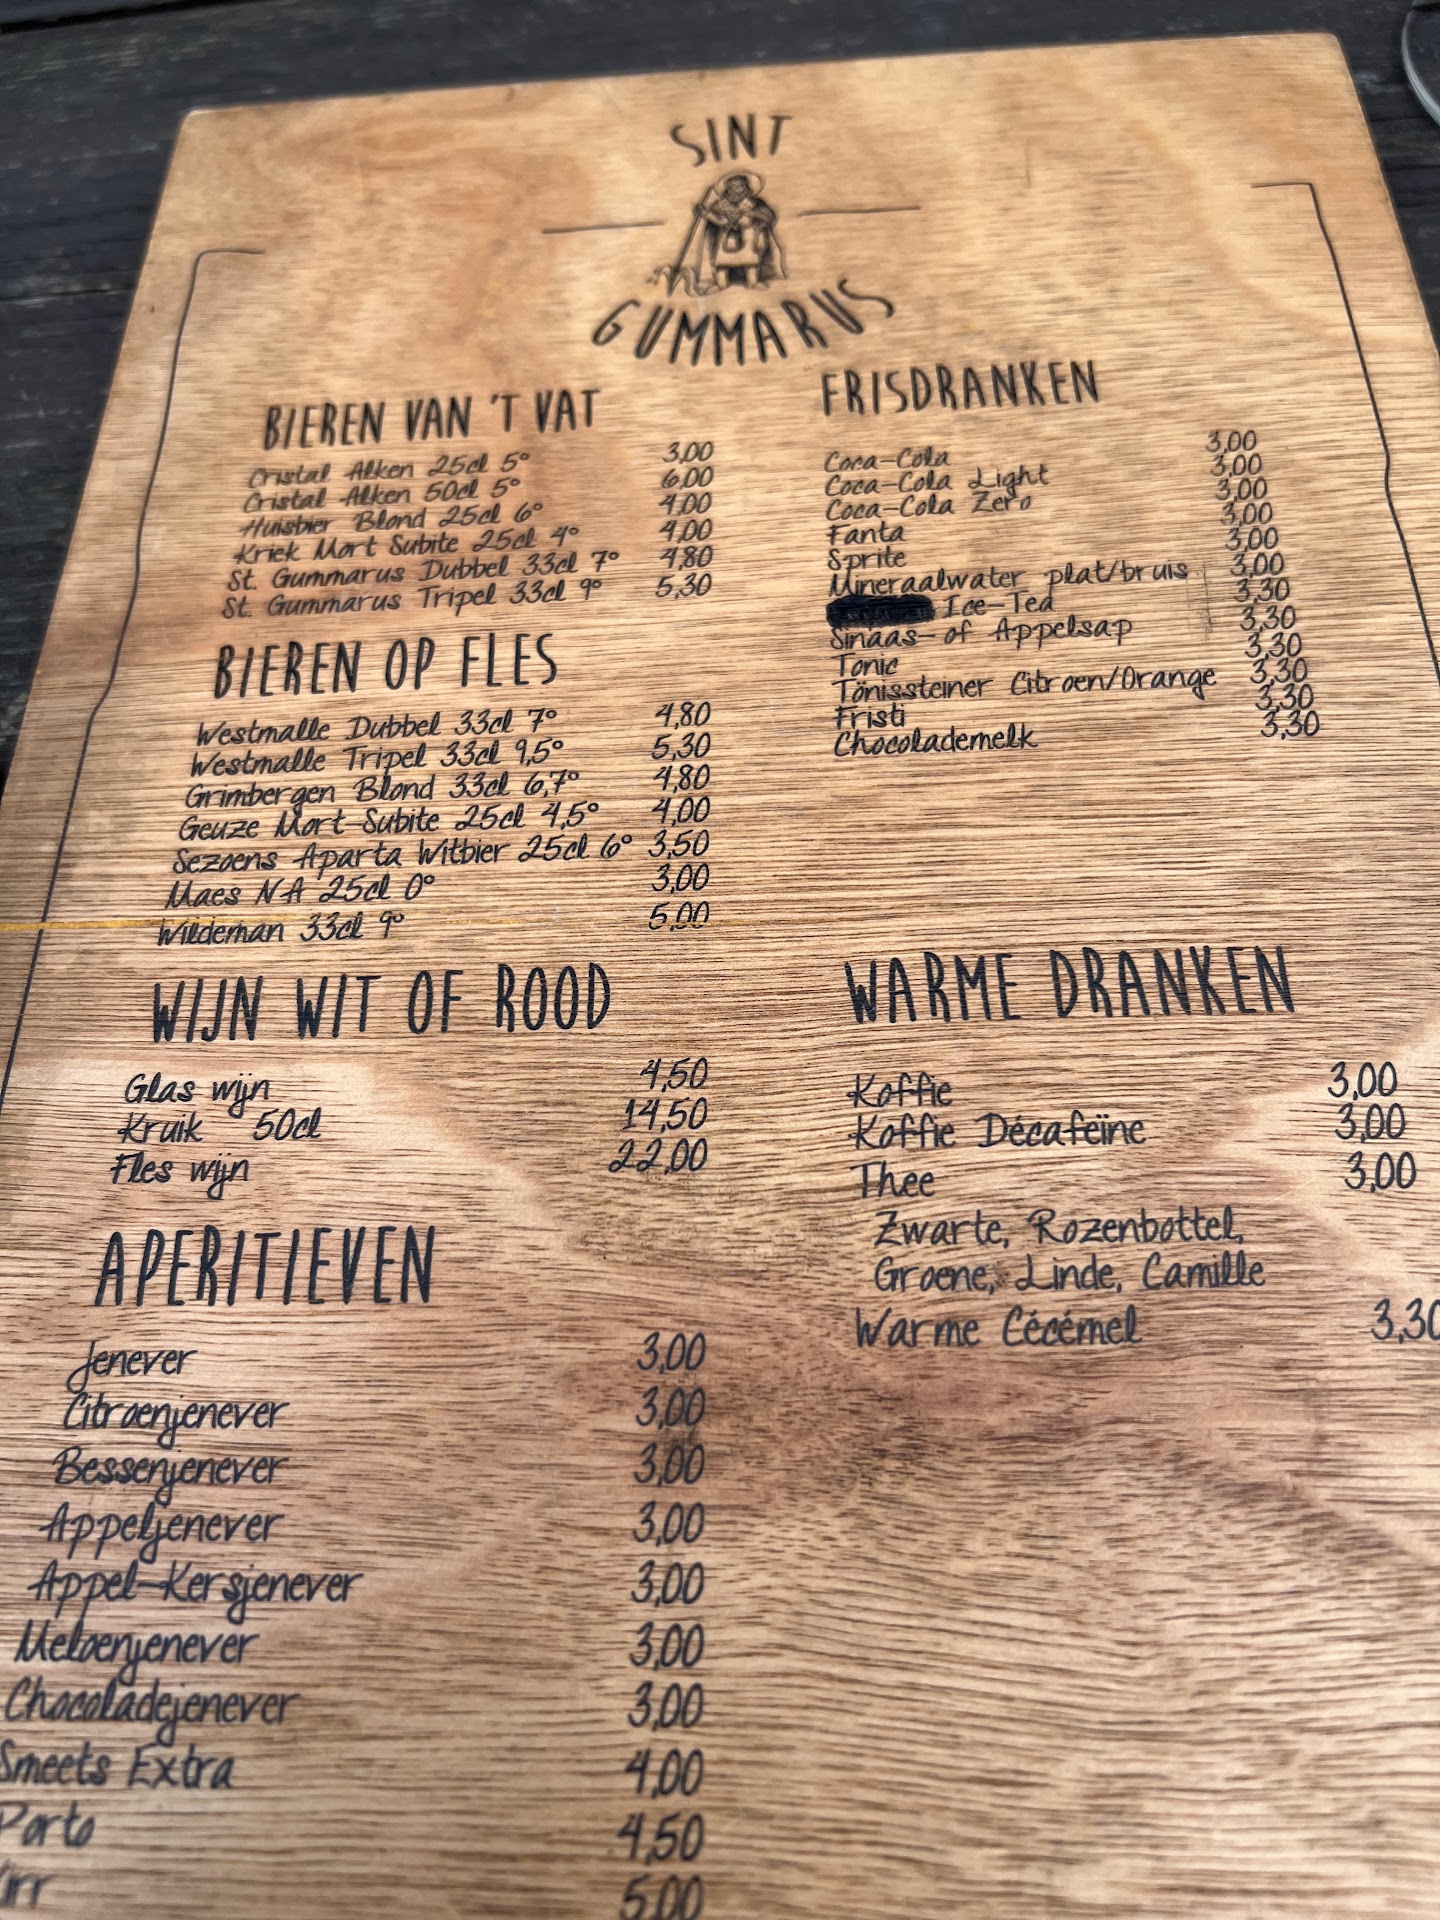 SINT
GUMMARUS
BIEREN VAN 'T VAT
Cristal Alken 25cl 5° 3,00
Cristal Alken 50cl 5° 6,00
Huisbier Blond 25cl 6° 4,00
Kriek Mort Subite 25cl 4° 4,00
St. Gummarus Dubbel 33cl 7° 4,80
St. Gummarus Tripel 33cl 9° 5,30
BIEREN OP FLES
Westmalle Dubbel 33cl 7° 4,80
Westmalle Tripel 33cl 9,5° 5,30
Grimbergen Blond 33cl 6,7° 4,80
Geuze Mort Subite 25cl 4,5° 4,00
Sezoens Aparta Witbier 25cl 6° 3,50
Maes NA 25cl 0° 3,00
Wildeman 33cl 9° 5,00
WIJN WIT OF ROOD
Glas wijn 4,50
Kruik 50cl 14,50
Fles wijn 22,00
APERITIEVEN
Jenever 3,00
Citroenjenever 3,00
Bessenjenever 3,00
Appeljenever 3,00
Appel-Kersjenever 3,00
Meloenjenever 3,00
Chocoladejenever 3,00
Smeets Extra 4,00
Porto 4,50
5,00
FRISDRANKEN
Coca-Cola 3,00
Coca-Cola Light 3,00
Coca-Cola Zero 3,00
Fanta 3,00
Sprite 3,00
Mineraalwater plat/bruis 3,00
Ice-Tea 3,30
Sinaas- of Appelsap 3,30
Tonic 3,30
Tönissteiner Citroen/Orange 3,30
Fristi 3,30
Chocolademelk 3,30
WARME DRANKEN
Koffie 3,00
Koffie Décafeïne 3,00
Thee 3,00
Zwarte, Rozenbottel,
Groene, Linde, Camille
Warme Cécémel 3,30